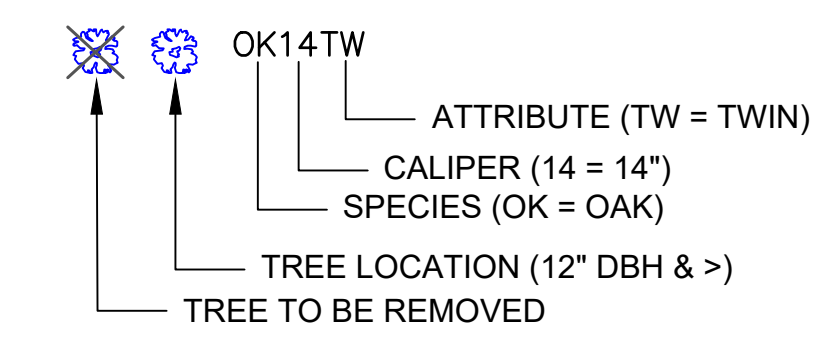 OK14TW
ATTRIBUTE (TW = TWIN)
CALIPER (14 = 14")
SPECIES (OK = OAK)
TREE LOCATION (12" DBH & >)
TREE TO BE REMOVED